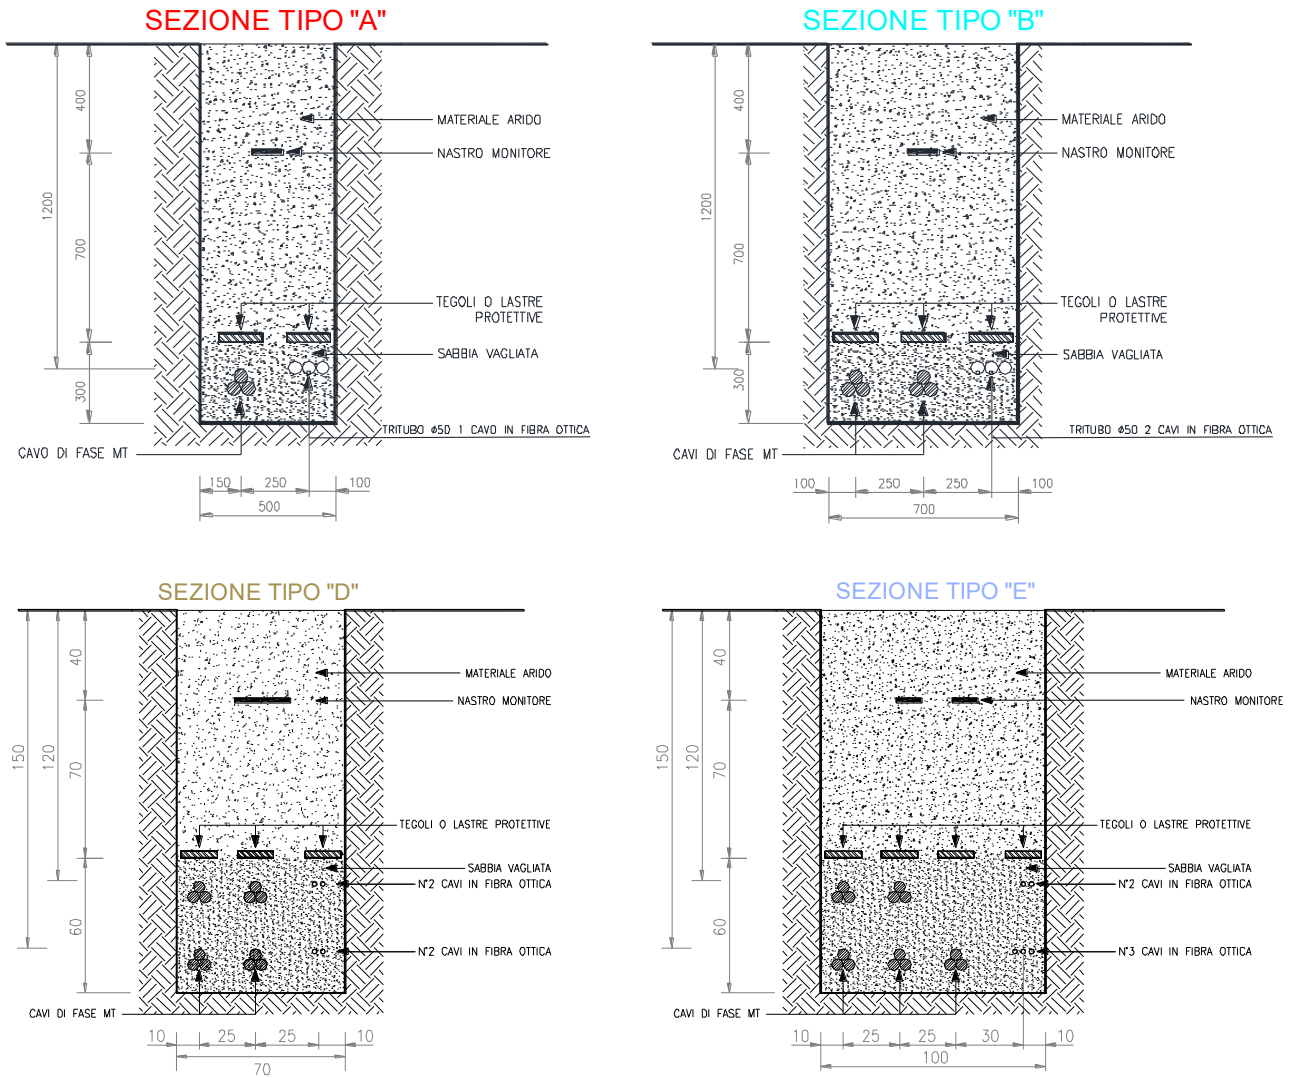 SEZIONE TIPO "A"
400
1200
700
300
MATERIALE ARIDO
NASTRO MONITORE
TEGOLI O LASTRE
PROTETTIVE
SABBIA VAGLIATA
TRITUBO ø50 1 CAVO IN FIBRA OTTICA
CAVO DI FASE MT
150 250 100
500
SEZIONE TIPO "B"
400
1200
700
300
MATERIALE ARIDO
NASTRO MONITORE
TEGOLI O LASTRE
PROTETTIVE
SABBIA VAGLIATA
TRITUBO ø50 2 CAVI IN FIBRA OTTICA
CAVI DI FASE MT
100 250 250 100
700
SEZIONE TIPO "D"
40
150 120 70
60
MATERIALE ARIDO
NASTRO MONITORE
TEGOLI O LASTRE PROTETTIVE
SABBIA VAGLIATA
N°2 CAVI IN FIBRA OTTICA
N°2 CAVI IN FIBRA OTTICA
CAVI DI FASE MT
10 25 25 10
70
SEZIONE TIPO "E"
40
150 120 70
60
MATERIALE ARIDO
NASTRO MONITORE
TEGOLI O LASTRE PROTETTIVE
SABBIA VAGLIATA
N°2 CAVI IN FIBRA OTTICA
N°3 CAVI IN FIBRA OTTICA
CAVI DI FASE MT
10 25 25 30 10
100